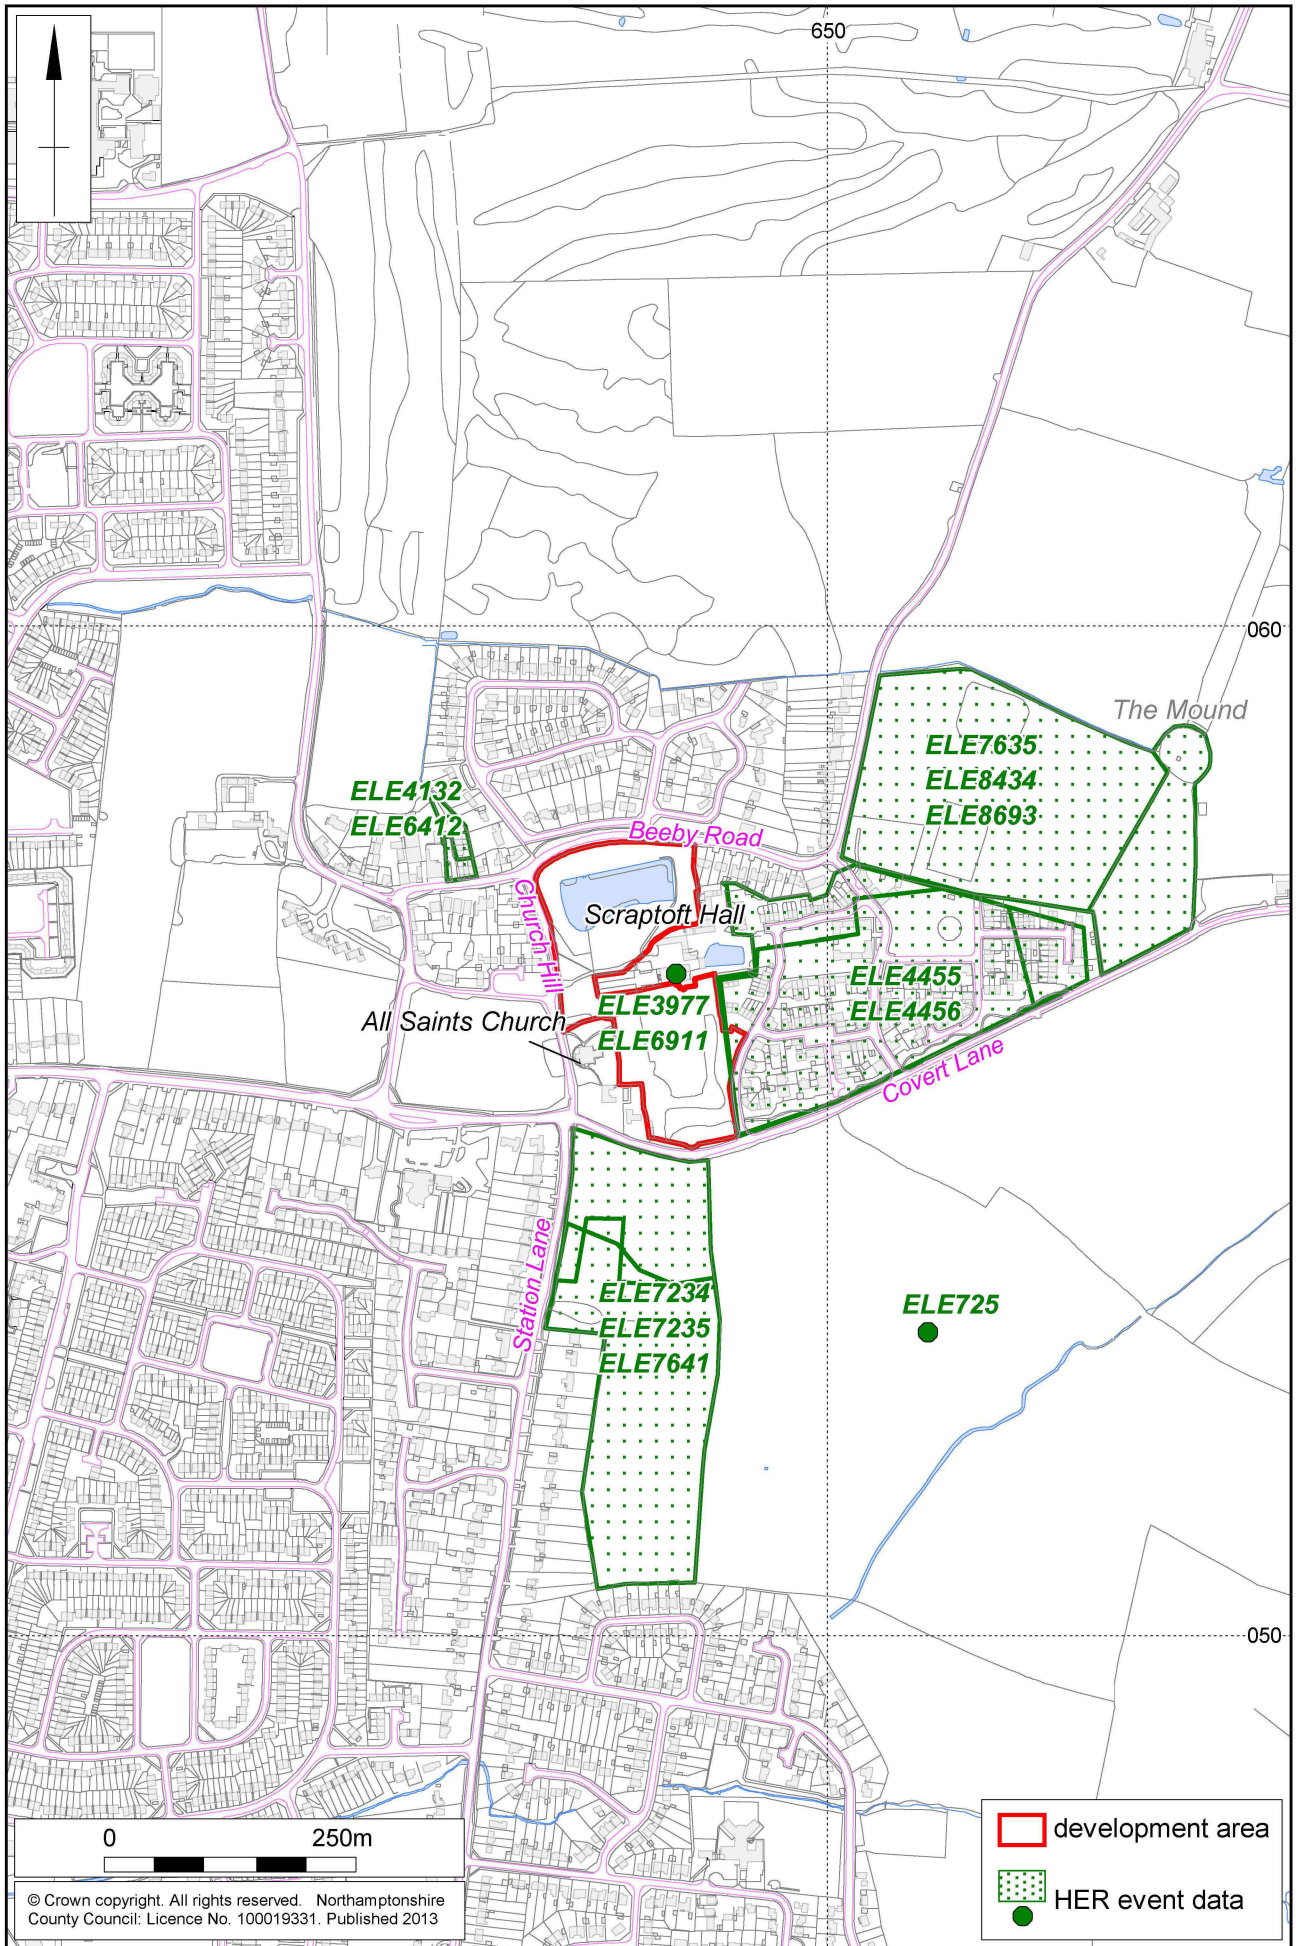 650
060
The Mound
ELE7635
ELE8434
ELE8693
ELE4132
ELE6412
Beeby Road
Church Hill
Scraptoft Hall
ELE4455
ELE4456
ELE3977
ELE6911
All Saints Church
Covert Lane
Station Lane
ELE7234
ELE7235
ELE7641
ELE725
050
0 250m
© Crown copyright. All rights reserved. Northamptonshire
County Council: Licence No. 100019331. Published 2013
development area
HER event data